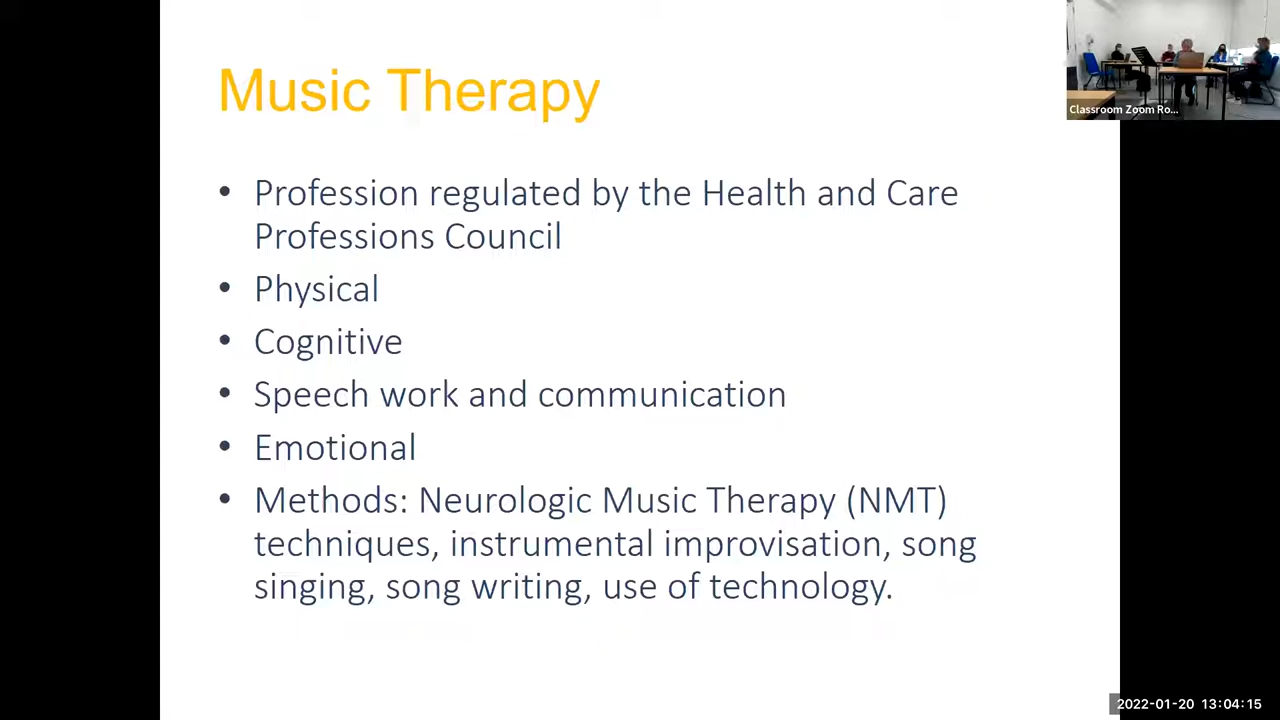 Music Therapy
• Profession regulated by the Health and Care
Professions Council
• Physical
• Cognitive
• Speech work and communication
• Emotional
• Methods: Neurologic Music Therapy (NMT)
techniques, instrumental improvisation, song
singing, song writing, use of technology.
Classroom Zoom Ro...
2022-01-20 13:04:15